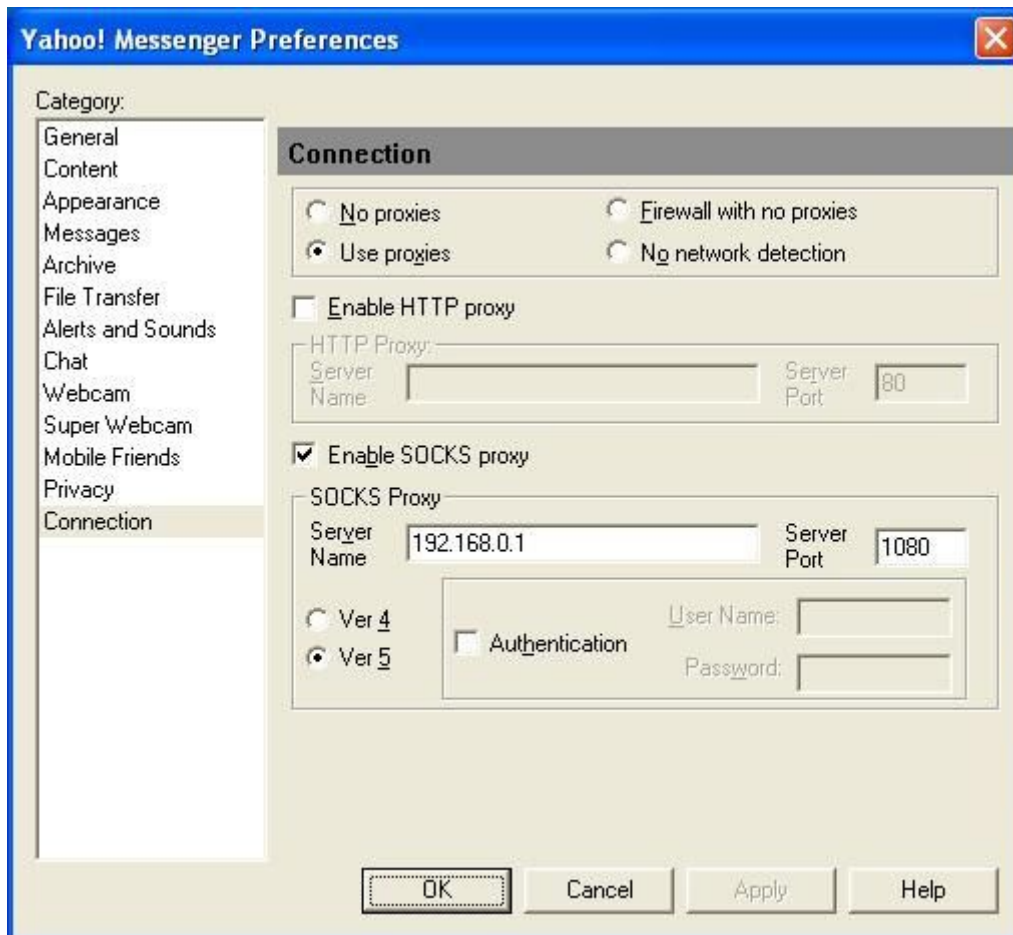 Yahoo! Messenger Preferences
Category:
General
Content
Appearance
Messages
Archive
File Transfer
Alerts and Sounds
Chat
Webcam
Super Webcam
Mobile Friends
Privacy
Connection
Connection
No proxies
Firewall with no proxies
Use proxies
No network detection
Enable HTTP proxy
HTTP Proxy:
Server
Name
Server
Port
80
Enable SOCKS proxy
SOCKS Proxy
Server
Name
192.168.0.1
Server
Port
1080
Ver 4
Ver 5
Authentication
User Name:
Password:
OK
Cancel
Apply
Help